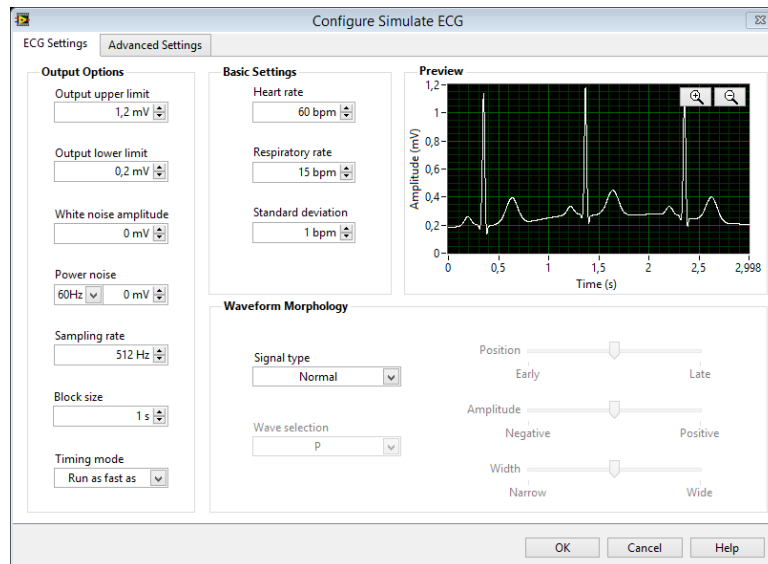 Configure Simulate ECG
ECG Settings
Advanced Settings
Output Options
Output upper limit
1,2 mV
Output lower limit
0,2 mV
White noise amplitude
0 mV
Power noise
60Hz 0 mV
Sampling rate
512 Hz
Block size
1 s
Timing mode
Run as fast as
Basic Settings
Heart rate
60 bpm
Respiratory rate
15 bpm
Standard deviation
1 bpm
Preview
Amplitude (mV)
1,2
1
0,8
0,6
0,4
0,2
0
0 0,5 1 1,5 2 2,5 2,998
Time (s)
Waveform Morphology
Signal type
Normal
Wave selection
P
Position
Early Late
Amplitude
Negative Positive
Width
Narrow Wide
OK Cancel Help